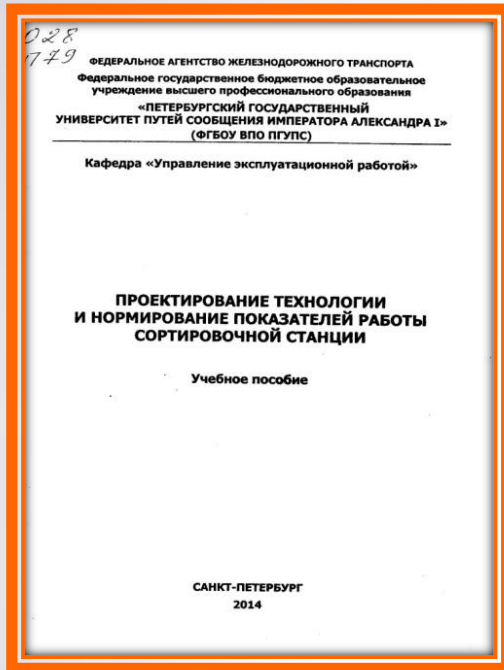 028
П79
ФЕДЕРАЛЬНОЕ АГЕНТСТВО ЖЕЛЕЗНОДОРОЖНОГО ТРАНСПОРТА
Федеральное государственное бюджетное образовательное
учреждение высшего профессионального образования
«ПЕТЕРБУРГСКИЙ ГОСУДАРСТВЕННЫЙ
УНИВЕРСИТЕТ ПУТЕЙ СООБЩЕНИЯ ИМПЕРАТОРА АЛЕКСАНДРА I»
(ФГБОУ ВПО ПГУПС)
Кафедра «Управление эксплуатационной работой»
ПРОЕКТИРОВАНИЕ ТЕХНОЛОГИИ
И НОРМИРОВАНИЕ ПОКАЗАТЕЛЕЙ РАБОТЫ
СОРТИРОВОЧНОЙ СТАНЦИИ
Учебное пособие
САНКТ-ПЕТЕРБУРГ
2014